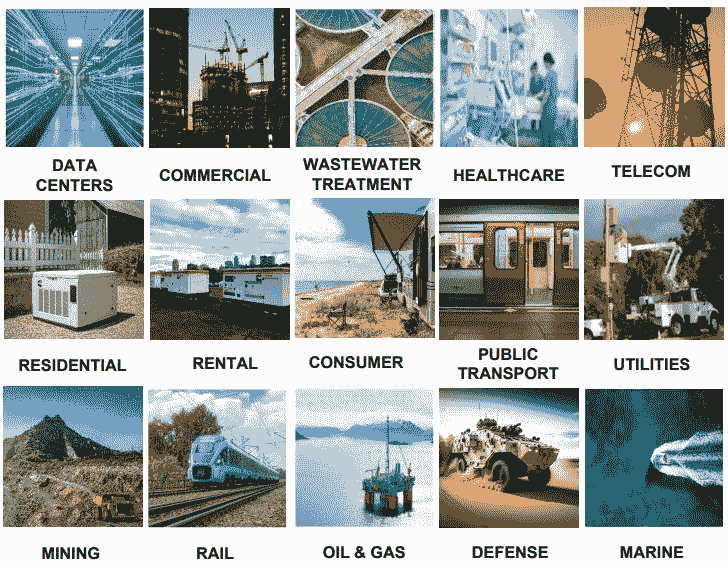 DATA
CENTERS
COMMERCIAL
WASTEWATER
TREATMENT
HEALTHCARE
TELECOM
RESIDENTIAL
RENTAL
CONSUMER
PUBLIC
TRANSPORT
UTILITIES
MINING
RAIL
OIL & GAS
DEFENSE
MARINE